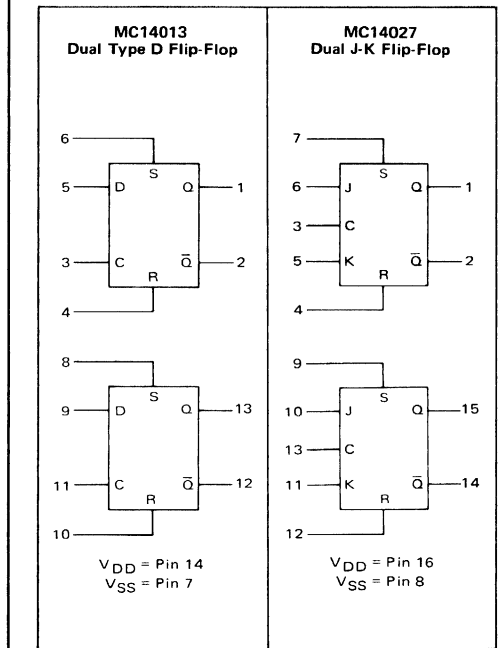 MC14013
Dual Type D Flip-Flop
6
S
5 D Q 1
3 C Q̅ 2
R
4
8
S
9 D Q 13
11 C Q̅ 12
R
10
VDD = Pin 14
VSS = Pin 7
MC14027
Dual J-K Flip-Flop
7
S
6 J Q 1
3 C
5 K Q̅ 2
R
4
9
S
10 J Q 15
13 C
11 K Q̅ 14
R
12
VDD = Pin 16
VSS = Pin 8